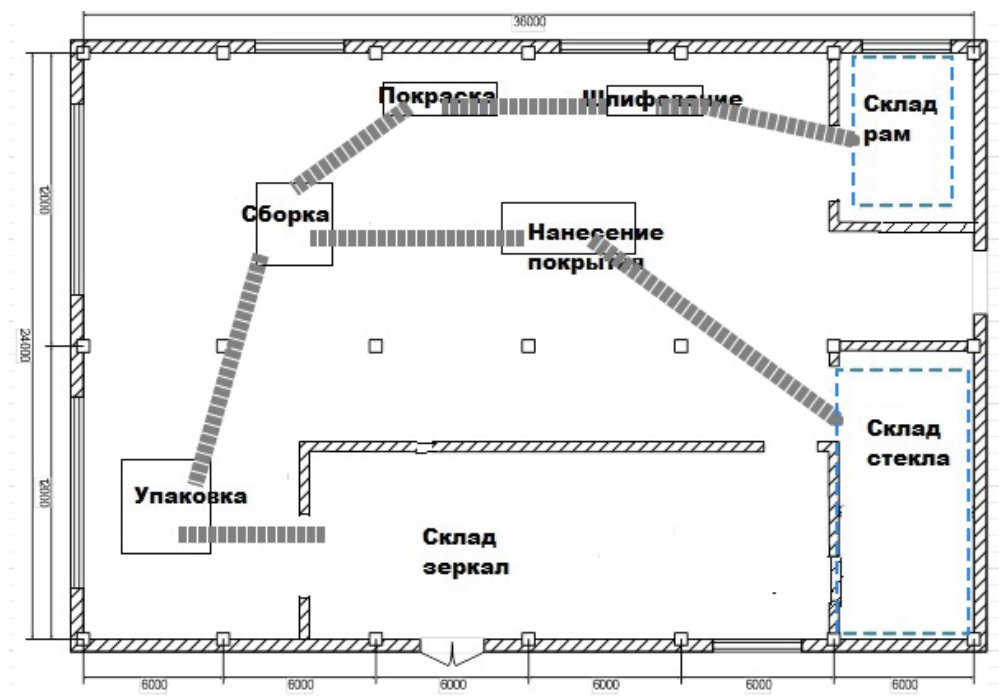 36000
Покраска
Шлифование
Склад
рам
12000
Сборка
Нанесение
покрытия
24000
Склад
стекла
12000
Упаковка
Склад
зеркал
6000
6000
6000
6000
6000
6000